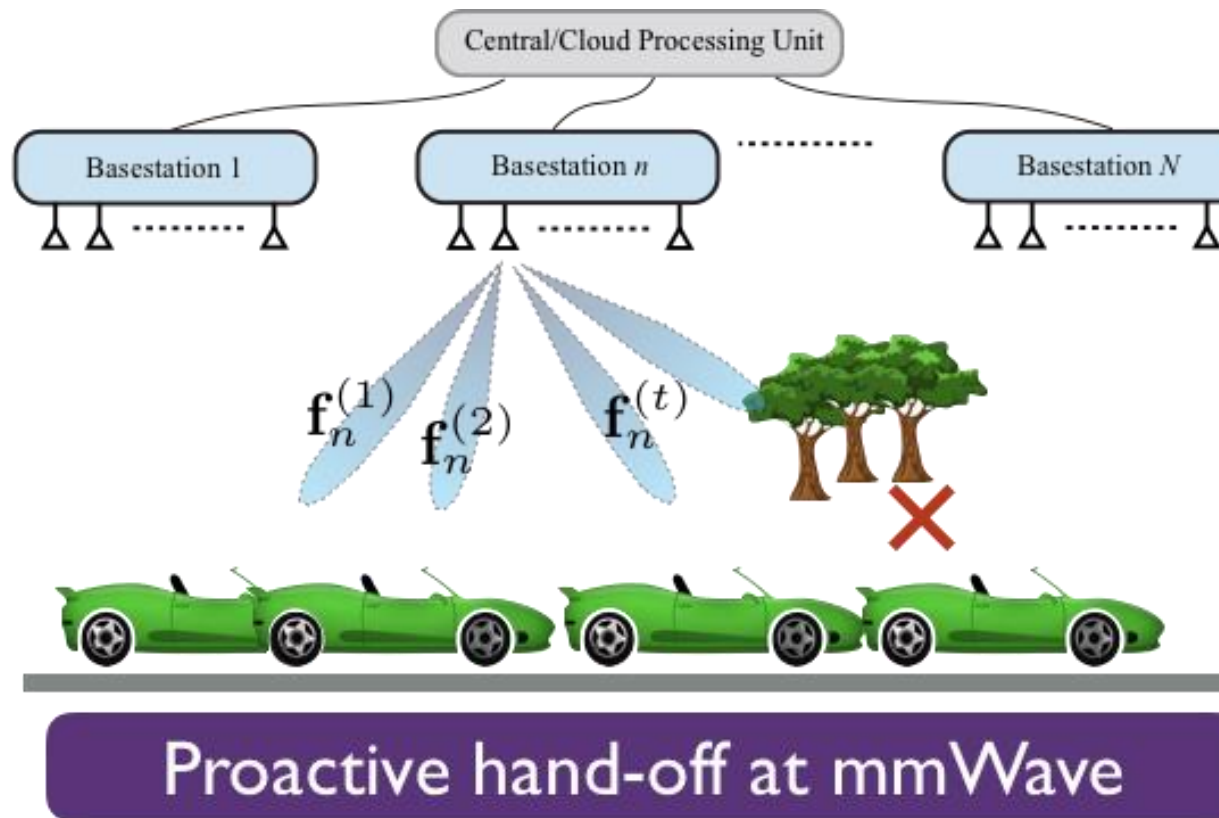 Central/Cloud Processing Unit
Basestation 1
Basestation n
Basestation N
f_n^(1)
f_n^(2)
f_n^(t)
Proactive hand-off at mmWave